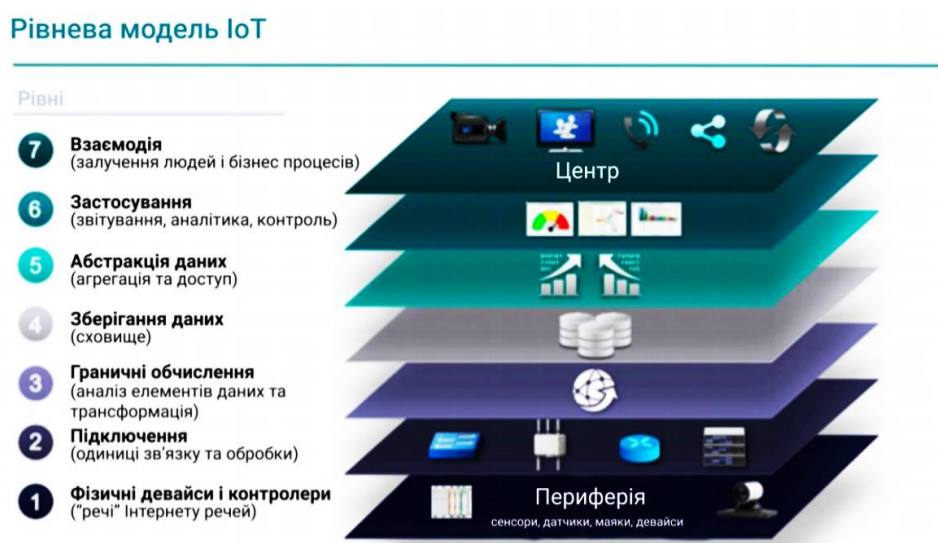 Рівнева модель IoT
Рівні
7
Взаємодія
(залучення людей і бізнес процесів)
6
Застосування
(звітування, аналітика, контроль)
5
Абстракція даних
(агрегація та доступ)
4
Зберігання даних
(сховище)
3
Граничні обчислення
(аналіз елементів даних та
трансформація)
2
Підключення
(одиниці зв'язку та обробки)
1
Фізичні девайси і контролери
("речі" Інтернету речей)
Центр
Периферія
сенсори, датчики, маяки, девайси